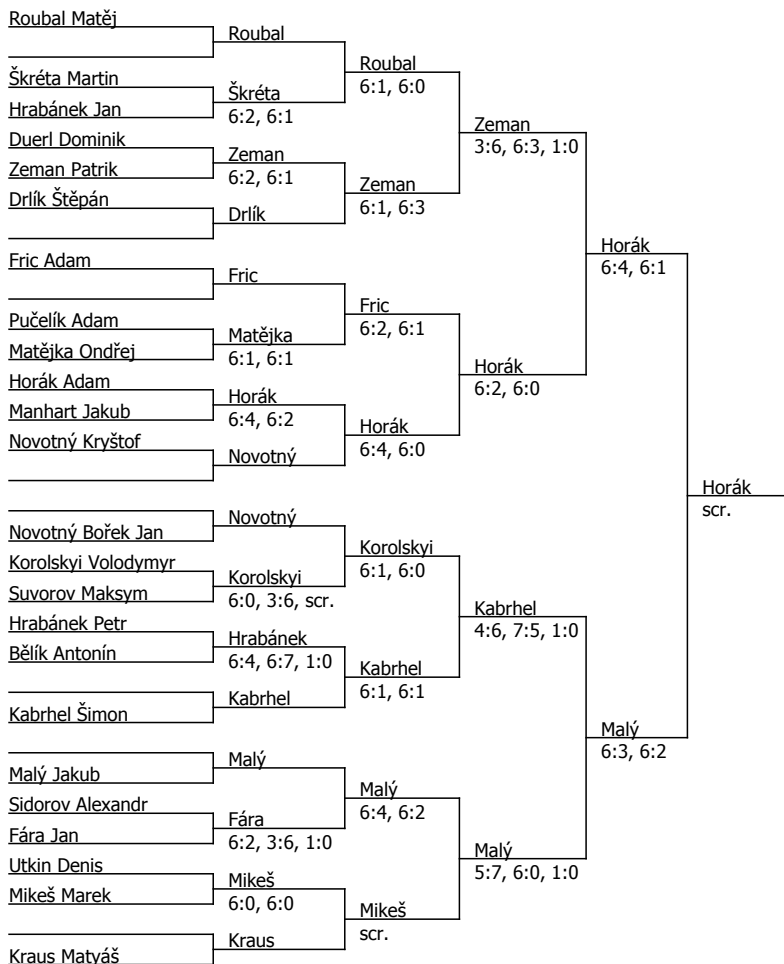 Roubal Matěj
Škréta Martin
Hrabánek Jan
Duerl Dominik
Zeman Patrik
Drlík Štěpán
Fric Adam
Pučelík Adam
Matějka Ondřej
Horák Adam
Manhart Jakub
Novotný Kryštof
Novotný Bořek Jan
Korolskyi Volodymyr
Suvorov Maksym
Hrabánek Petr
Bělík Antonín
Kabrhel Šimon
Malý Jakub
Sidorov Alexandr
Fára Jan
Utkin Denis
Mikeš Marek
Kraus Matyáš
Roubal
Škréta
6:2, 6:1
Zeman
6:2, 6:1
Drlík
Fric
Matějka
6:1, 6:1
Horák
6:4, 6:2
Novotný
Novotný
Korolskyi
6:0, 3:6, scr.
Hrabánek
6:4, 6:7, 1:0
Kabrhel
Malý
Fára
6:2, 3:6, 1:0
Mikeš
6:0, 6:0
Kraus
Roubal
6:1, 6:0
Zeman
6:1, 6:3
Fric
6:2, 6:1
Horák
6:4, 6:0
Korolskyi
6:1, 6:0
Kabrhel
6:1, 6:1
Malý
6:4, 6:2
Mikeš
scr.
Zeman
3:6, 6:3, 1:0
Horák
6:2, 6:0
Kabrhel
4:6, 7:5, 1:0
Malý
5:7, 6:0, 1:0
Horák
6:4, 6:1
Malý
6:3, 6:2
Horák
scr.